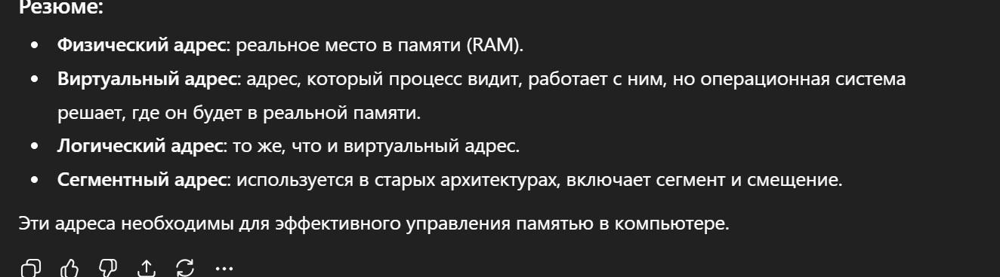 Резюме:
• Физический адрес: реальное место в памяти (RAM).
• Виртуальный адрес: адрес, который процесс видит, работает с ним, но операционная система
решает, где он будет в реальной памяти.
• Логический адрес: то же, что и виртуальный адрес.
• Сегментный адрес: используется в старых архитектурах, включает сегмент и смещение.
Эти адреса необходимы для эффективного управления памятью в компьютере.